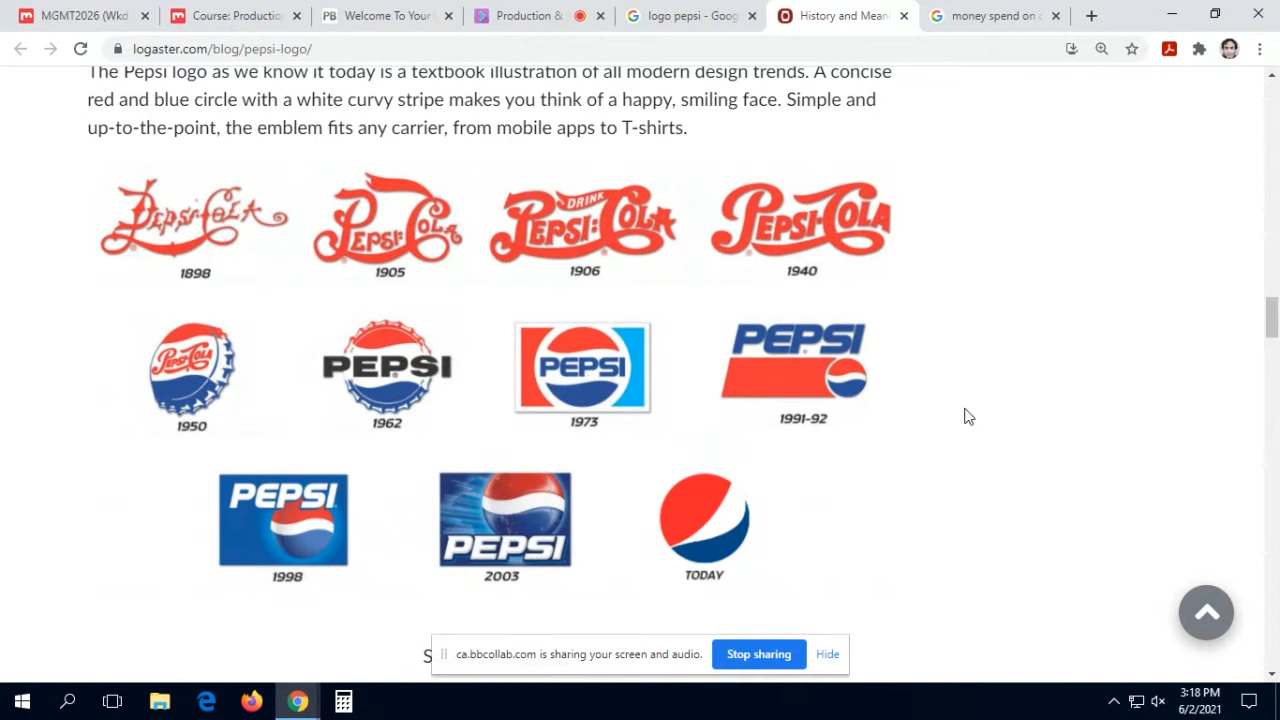 MGMT2026 (Wkd
Course: Productio
Welcome To Your
Production &
logo pepsi - Goog
History and Mean
money spend on
logaster.com/blog/pepsi-logo/
The Pepsi logo as we know it today is a textbook illustration of all modern design trends. A concise
red and blue circle with a white curvy stripe makes you think of a happy, smiling face. Simple and
up-to-the-point, the emblem fits any carrier, from mobile apps to T-shirts.
PEPSI-COLA
PEPSI:COLA
DRINK
PEPSI:COLA
PEPSI-COLA
1898
1905
1906
1940
PEPSI-COLA
PEPSI
PEPSI
PEPSI
1950
1962
1973
1991-92
PEPSI
PEPSI
1998
2003
TODAY
ca.bbcollab.com is sharing your screen and audio.
Stop sharing
Hide
3:18 PM
6/2/2021